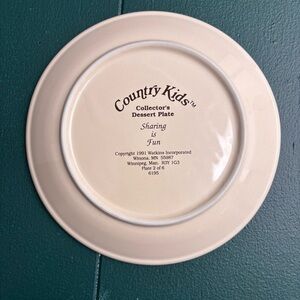 Country Kids™
Collector's
Dessert Plate
Sharing
is
Fun
Copyright 1991 Watkins Incorporated
Winona, MN 55987
Winnipeg, Man. R3Y 1G3
Plate 2 of 6
6195